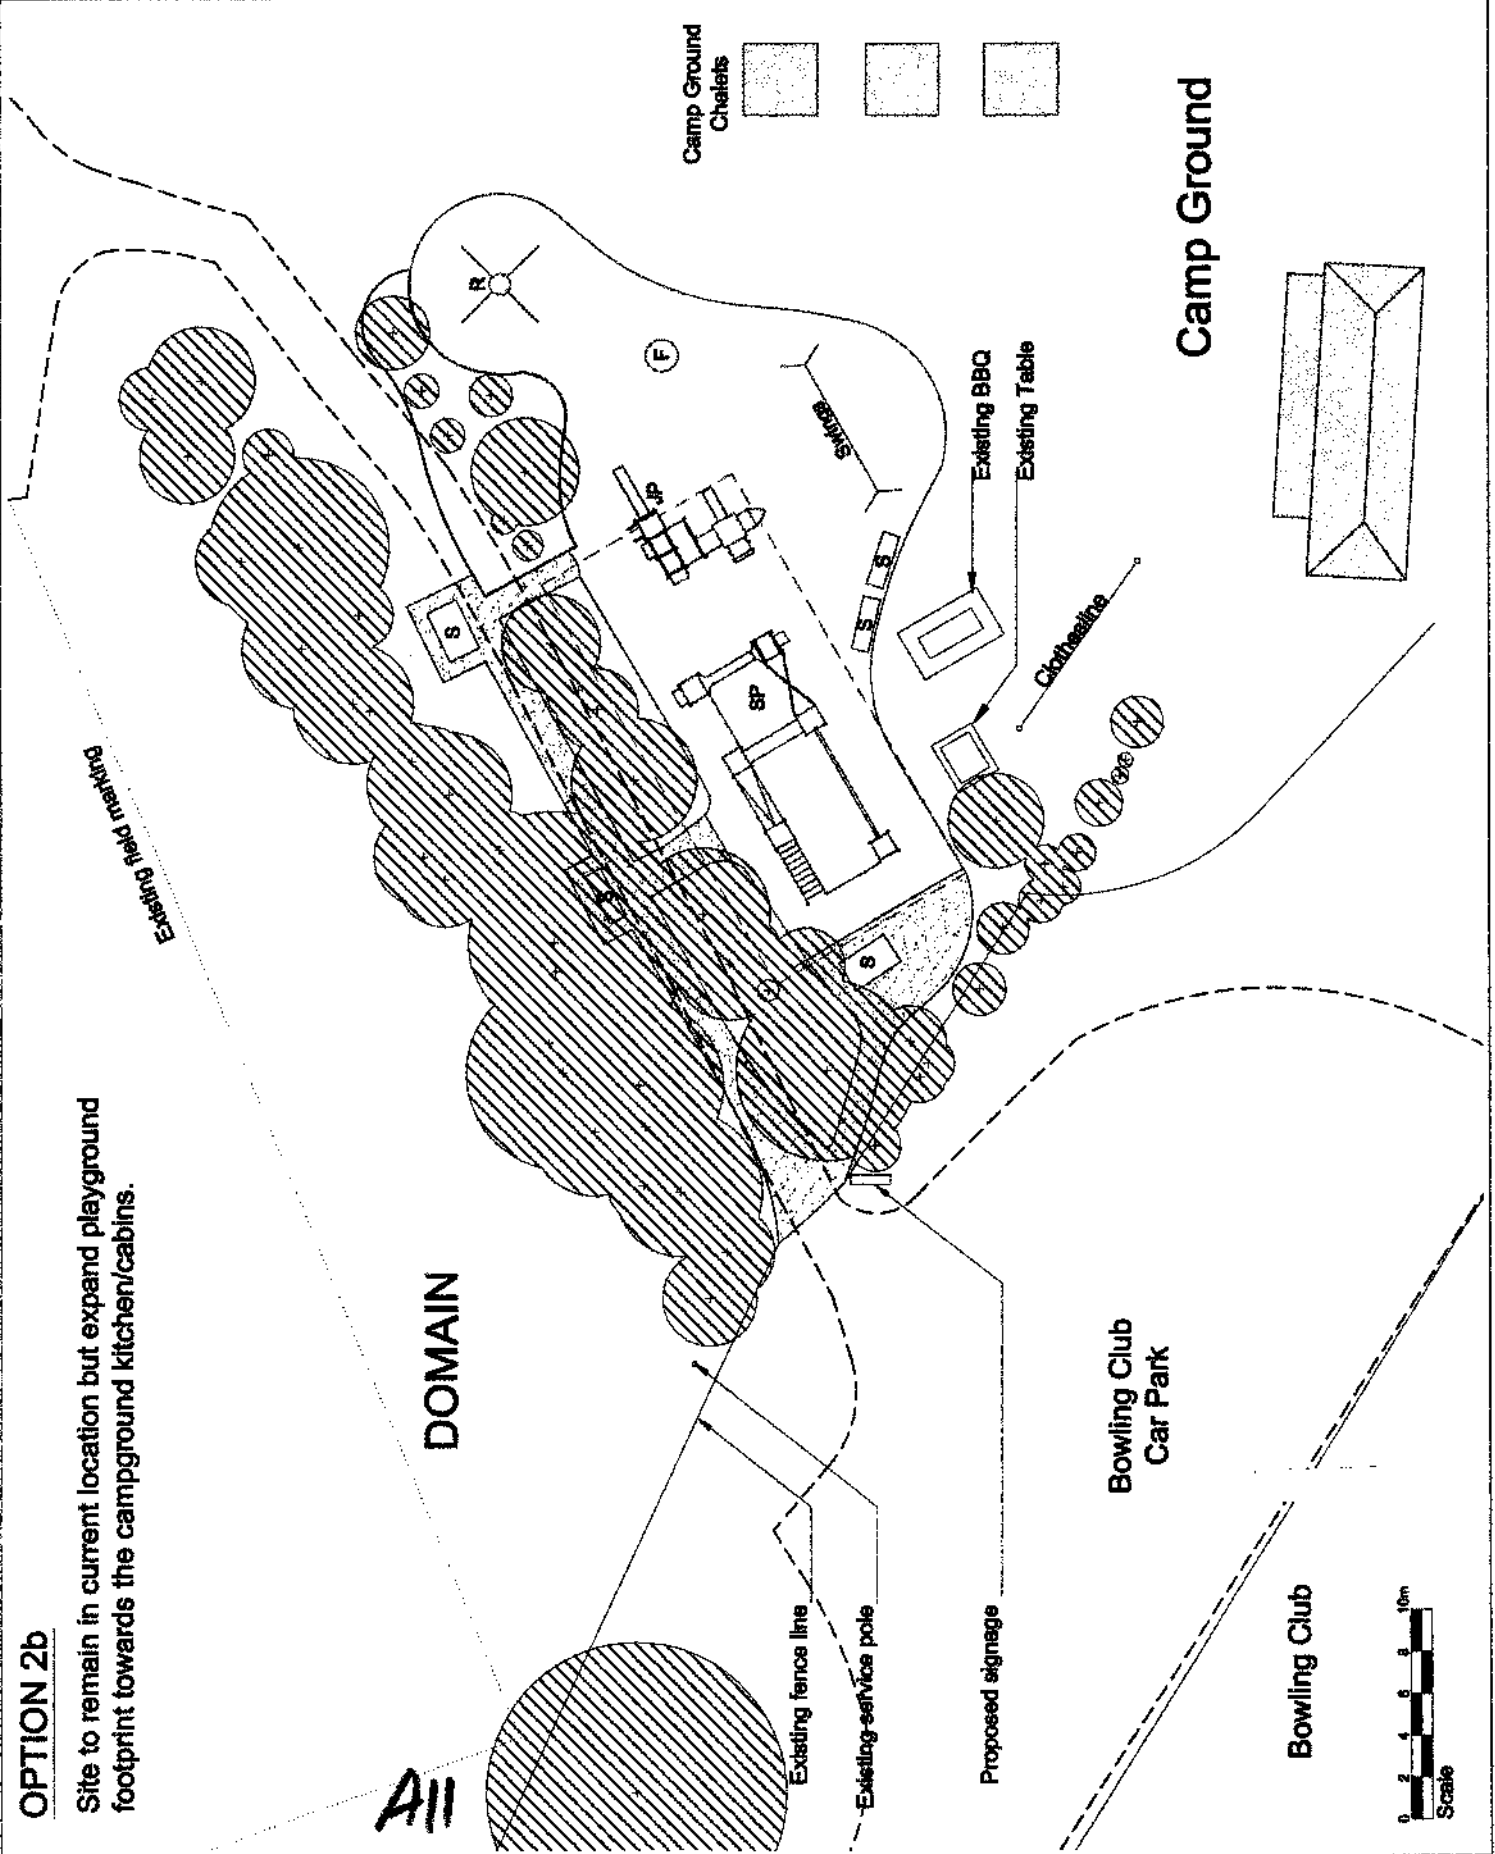 OPTION 2b
Site to remain in current location but expand playground
footprint towards the campground kitchen/cabins.
A11
Existing field marking
DOMAIN
Camp Ground
Chalets
Camp Ground
R
F
Swings
JP
SP
S
S
S
S
S
Existing BBQ
Existing Table
Clothesline
Existing fence line
Existing service pole
Proposed signage
Bowling Club
Car Park
Bowling Club
0 2 4 6 8 10m
Scale